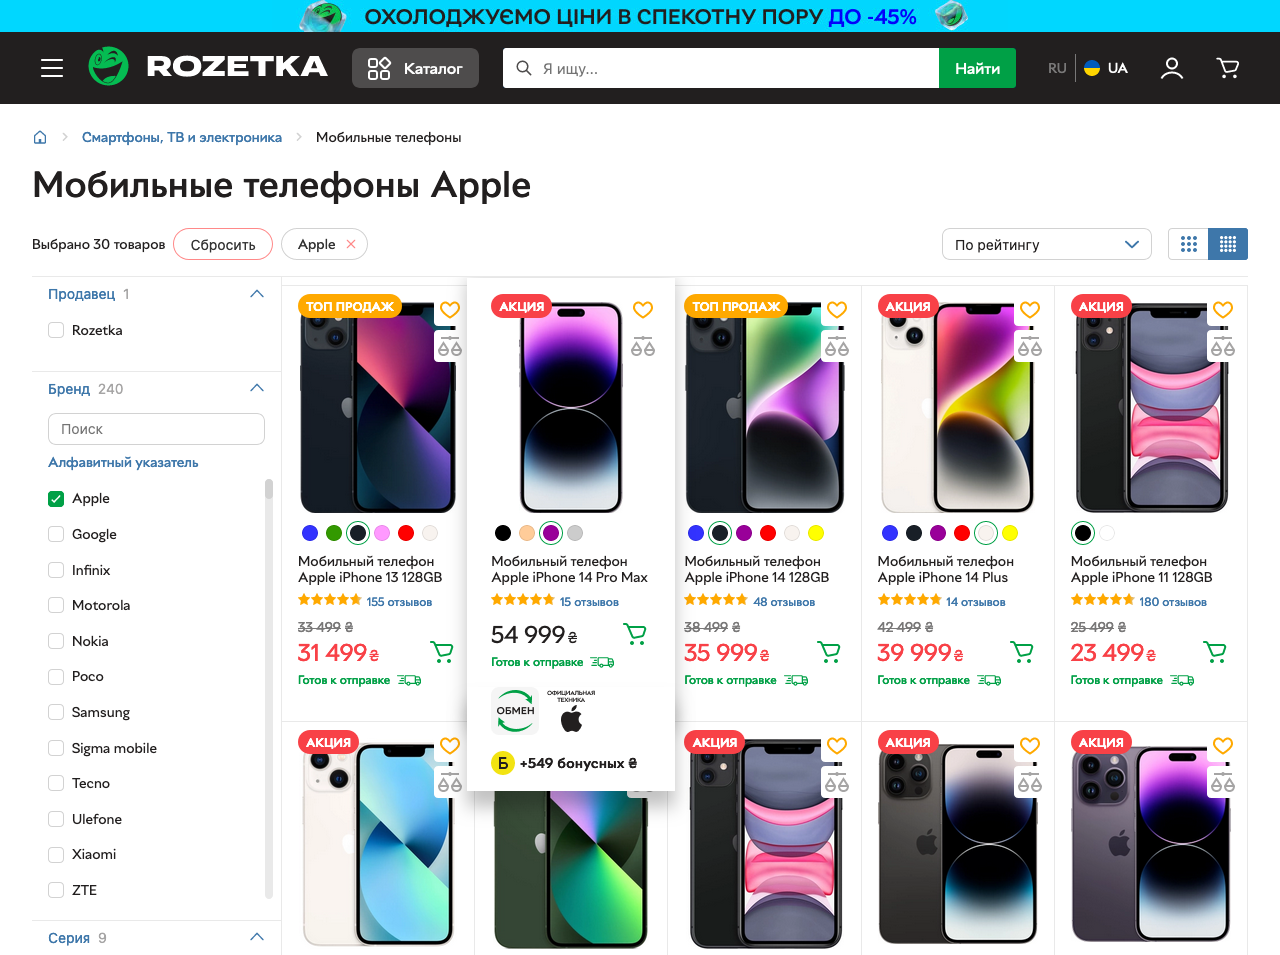 ОХОЛОДЖУЄМО ЦІНИ В СПЕКОТНУ ПОРУ ДО -45%
ROZETKA
Каталог
Я ищу...
Найти
RU
UA
Смартфоны, ТВ и электроника
Мобильные телефоны
Мобильные телефоны Apple
Выбрано 30 товаров
Сбросить
Apple
По рейтингу
Продавец 1
Rozetka
Бренд 240
Поиск
Алфавитный указатель
Apple
Google
Infinix
Motorola
Nokia
Poco
Samsung
Sigma mobile
Tecno
Ulefone
Xiaomi
ZTE
Серия 9
ТОП ПРОДАЖ
Мобильный телефон
Apple iPhone 13 128GB
155 отзывов
33 499 ₴
31 499 ₴
Готов к отправке
АКЦИЯ
Мобильный телефон
Apple iPhone 14 Pro Max
15 отзывов
54 999 ₴
Готов к отправке
ОБМЕН
ОФИЦИАЛЬНАЯ
ТЕХНИКА
Б
+549 бонусных ₴
ТОП ПРОДАЖ
Мобильный телефон
Apple iPhone 14 128GB
48 отзывов
38 499 ₴
35 999 ₴
Готов к отправке
АКЦИЯ
Мобильный телефон
Apple iPhone 14 Plus
14 отзывов
42 499 ₴
39 999 ₴
Готов к отправке
АКЦИЯ
Мобильный телефон
Apple iPhone 11 128GB
180 отзывов
25 499 ₴
23 499 ₴
Готов к отправке
АКЦИЯ
АКЦИЯ
АКЦИЯ
АКЦИЯ